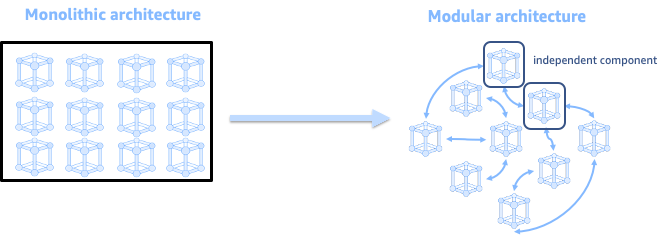 Monolithic architecture
Modular architecture
independent component